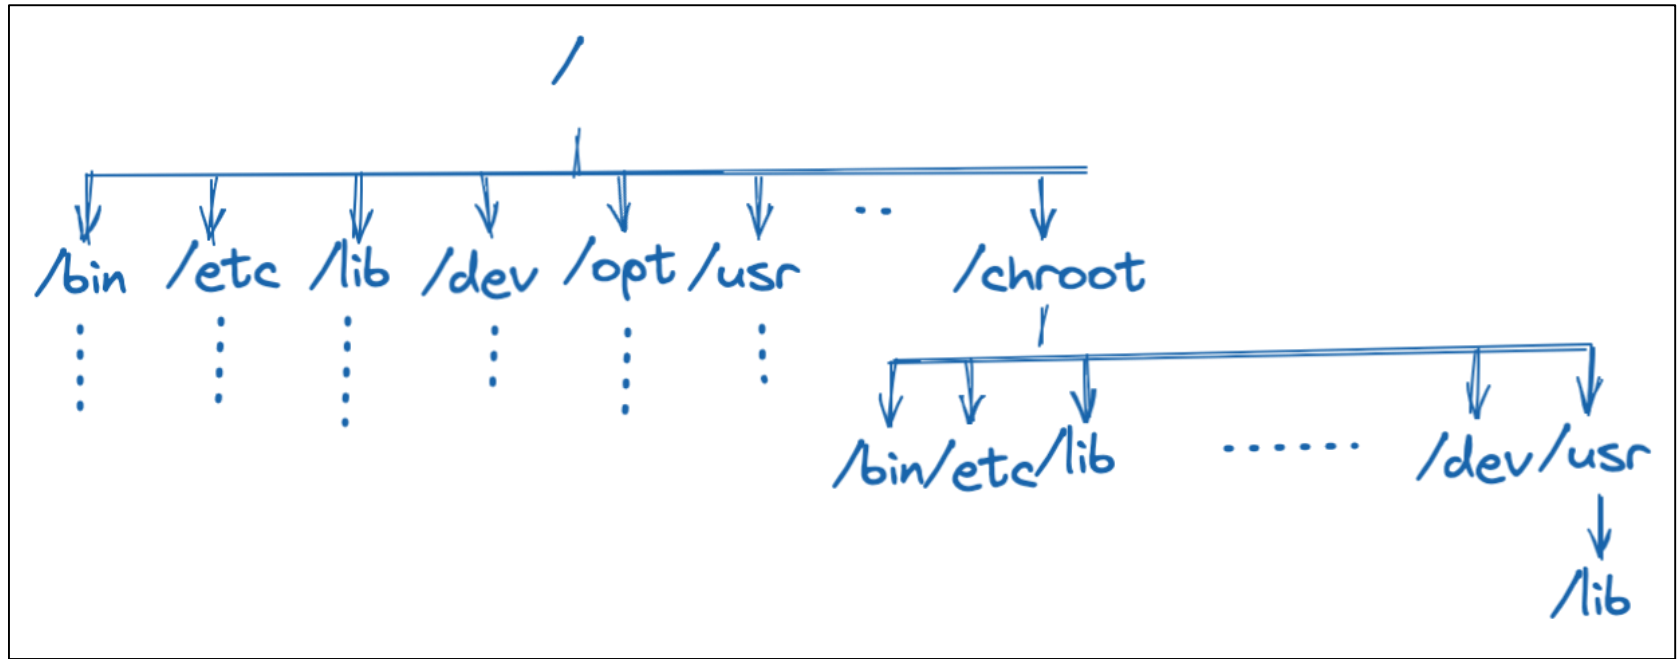 /
/bin /etc /lib /dev /opt /usr .. /chroot
/bin /etc /lib ...... /dev /usr
/lib